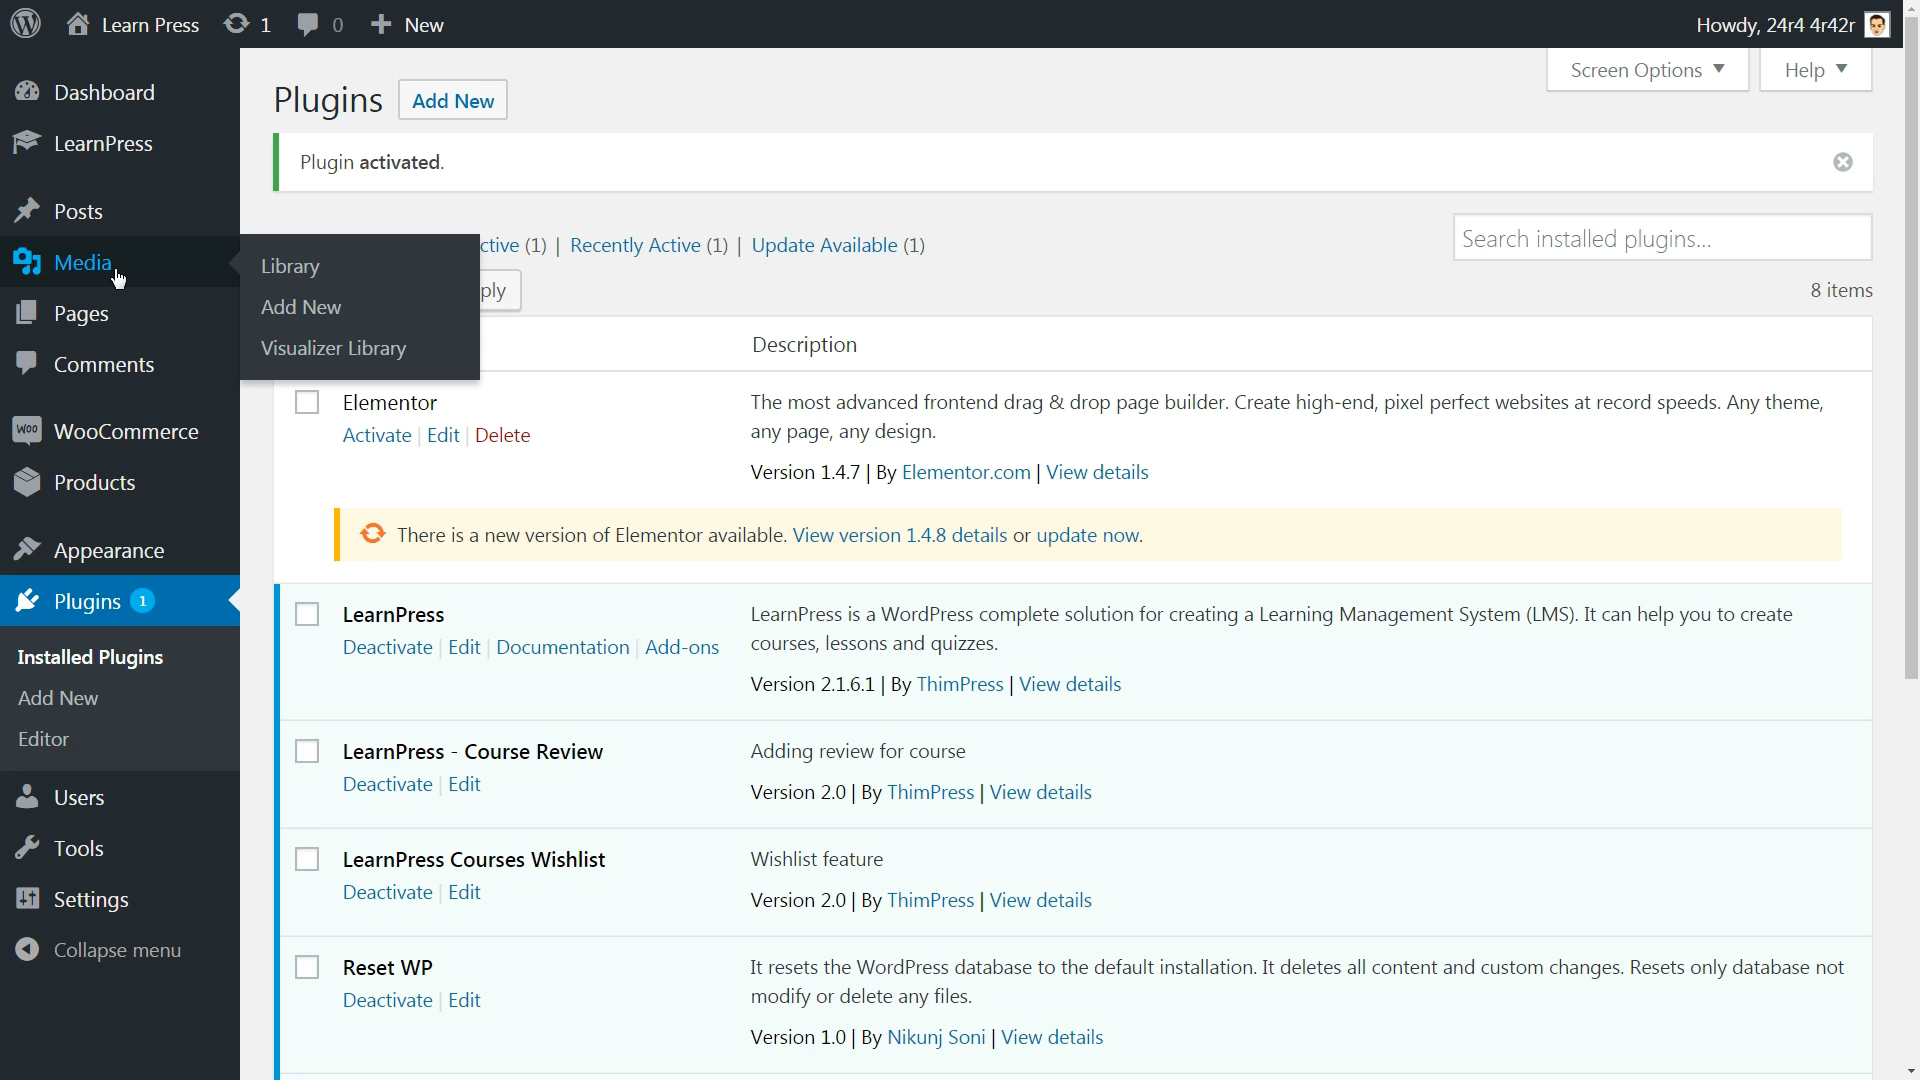 Learn Press 1 0 New
Howdy, 24r4 4r42r
Screen Options
Help
Dashboard
LearnPress
Posts
Media
Pages
Comments
WOO WooCommerce
Products
Appearance
Plugins 1
Installed Plugins
Add New
Editor
Users
Tools
Settings
Collapse menu
Library
Add New
Visualizer Library
Plugins Add New
Plugin activated.
ctive (1) | Recently Active (1) | Update Available (1)
Search installed plugins...
ply
8 items
Description
Elementor
Activate | Edit | Delete
The most advanced frontend drag & drop page builder. Create high-end, pixel perfect websites at record speeds. Any theme,
any page, any design.
Version 1.4.7 | By Elementor.com | View details
There is a new version of Elementor available. View version 1.4.8 details or update now.
LearnPress
Deactivate | Edit | Documentation | Add-ons
LearnPress is a WordPress complete solution for creating a Learning Management System (LMS). It can help you to create
courses, lessons and quizzes.
Version 2.1.6.1 | By ThimPress | View details
LearnPress - Course Review
Deactivate | Edit
Adding review for course
Version 2.0 | By ThimPress | View details
LearnPress Courses Wishlist
Deactivate | Edit
Wishlist feature
Version 2.0 | By ThimPress | View details
Reset WP
Deactivate | Edit
It resets the WordPress database to the default installation. It deletes all content and custom changes. Resets only database not
modify or delete any files.
Version 1.0 | By Nikunj Soni | View details